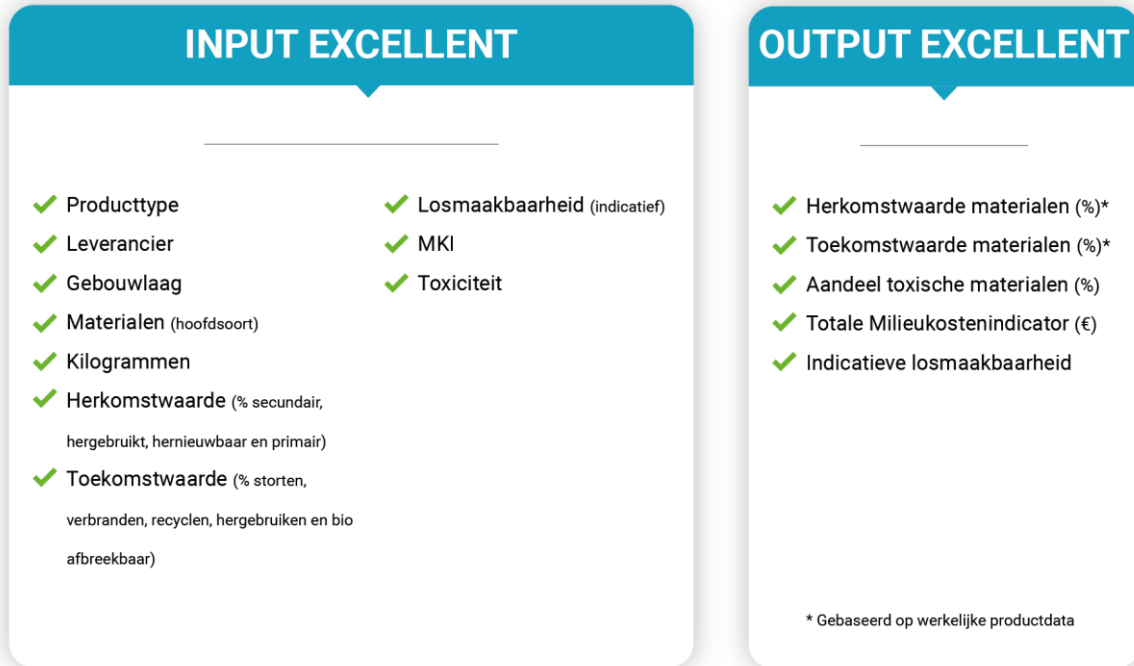 INPUT EXCELLENT
Producttype
Leverancier
Gebouwlaag
Materialen (hoofdsoort)
Kilogrammen
Herkomstwaarde (% secundair,
hergebruikt, hernieuwbaar en primair)
Toekomstwaarde (% storten,
verbranden, recyclen, hergebruiken en bio
afbreekbaar)
Losmaakbaarheid (indicatief)
MKI
Toxiciteit
OUTPUT EXCELLENT
Herkomstwaarde materialen (%)*
Toekomstwaarde materialen (%)*
Aandeel toxische materialen (%)
Totale Milieukostenindicator (€)
Indicatieve losmaakbaarheid
* Gebaseerd op werkelijke productdata